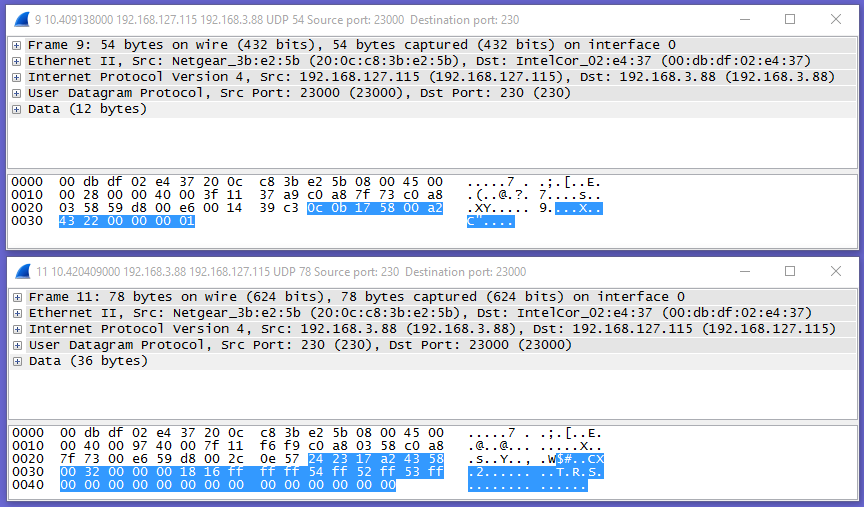 9 10.409138000 192.168.127.115 192.168.3.88 UDP 54 Source port: 23000  Destination port: 230
Frame 9: 54 bytes on wire (432 bits), 54 bytes captured (432 bits) on interface 0
Ethernet II, Src: Netgear_3b:e2:5b (20:0c:c8:3b:e2:5b), Dst: IntelCor_02:e4:37 (00:db:df:02:e4:37)
Internet Protocol Version 4, Src: 192.168.127.115 (192.168.127.115), Dst: 192.168.3.88 (192.168.3.88)
User Datagram Protocol, Src Port: 23000 (23000), Dst Port: 230 (230)
Data (12 bytes)
0000  00 db df 02 e4 37 20 0c  c8 3b e2 5b 08 00 45 00   .....7 . .;.[..E.
0010  00 28 00 00 40 00 3f 11  37 a9 c0 a8 7f 73 c0 a8   .(..@.?. 7....s..
0020  03 58 59 d8 00 e6 00 14  39 c3 0c 0b 17 58 00 a2   .XY..... 9....X..
0030  43 22 00 00 00 01   C"....
11 10.420409000 192.168.3.88 192.168.127.115 UDP 78 Source port: 230  Destination port: 23000
Frame 11: 78 bytes on wire (624 bits), 78 bytes captured (624 bits) on interface 0
Ethernet II, Src: Netgear_3b:e2:5b (20:0c:c8:3b:e2:5b), Dst: IntelCor_02:e4:37 (00:db:df:02:e4:37)
Internet Protocol Version 4, Src: 192.168.3.88 (192.168.3.88), Dst: 192.168.127.115 (192.168.127.115)
User Datagram Protocol, Src Port: 230 (230), Dst Port: 23000 (23000)
Data (36 bytes)
0000  00 db df 02 e4 37 20 0c  c8 3b e2 5b 08 00 45 00   .....7 . .;.[..E.
0010  00 40 00 97 40 00 7f 11  f6 f9 c0 a8 03 58 c0 a8   .@..@... .....X..
0020  7f 73 00 e6 59 d8 00 2c  0e 57 24 23 17 a2 43 58   .s..Y.., .W$#..CX
0030  00 32 00 00 00 18 16 ff  ff ff 54 ff 52 ff 53 ff   .2...... ..T.R.S.
0040  00 00 00 00 00 00 00 00  00 00 00 00 00 00   ........ ......